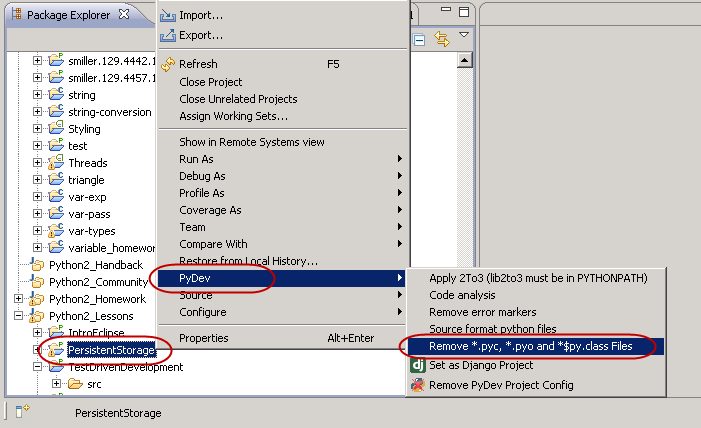 Package Explorer
smiller.129.4442.1
smiller.129.4457.1
string
string-conversion
Styling
test
Threads
triangle
var-exp
var-pass
var-types
variable_homework
Python2_Handback
Python2_Community
Python2_Homework
Python2_Lessons
IntroEclipse
PersistentStorage
TestDrivenDevelopment
src
Import...
Export...
Refresh F5
Close Project
Close Unrelated Projects
Assign Working Sets...
Show in Remote Systems view
Run As
Debug As
Profile As
Coverage As
Team
Compare With
Restore from Local History...
PyDev
Source
Configure
Properties Alt+Enter
Apply 2To3 (lib2to3 must be in PYTHONPATH)
Code analysis
Remove error markers
Source format python files
Remove *.pyc, *.pyo and *$py.class Files
dj Set as Django Project
Remove PyDev Project Config
PersistentStorage